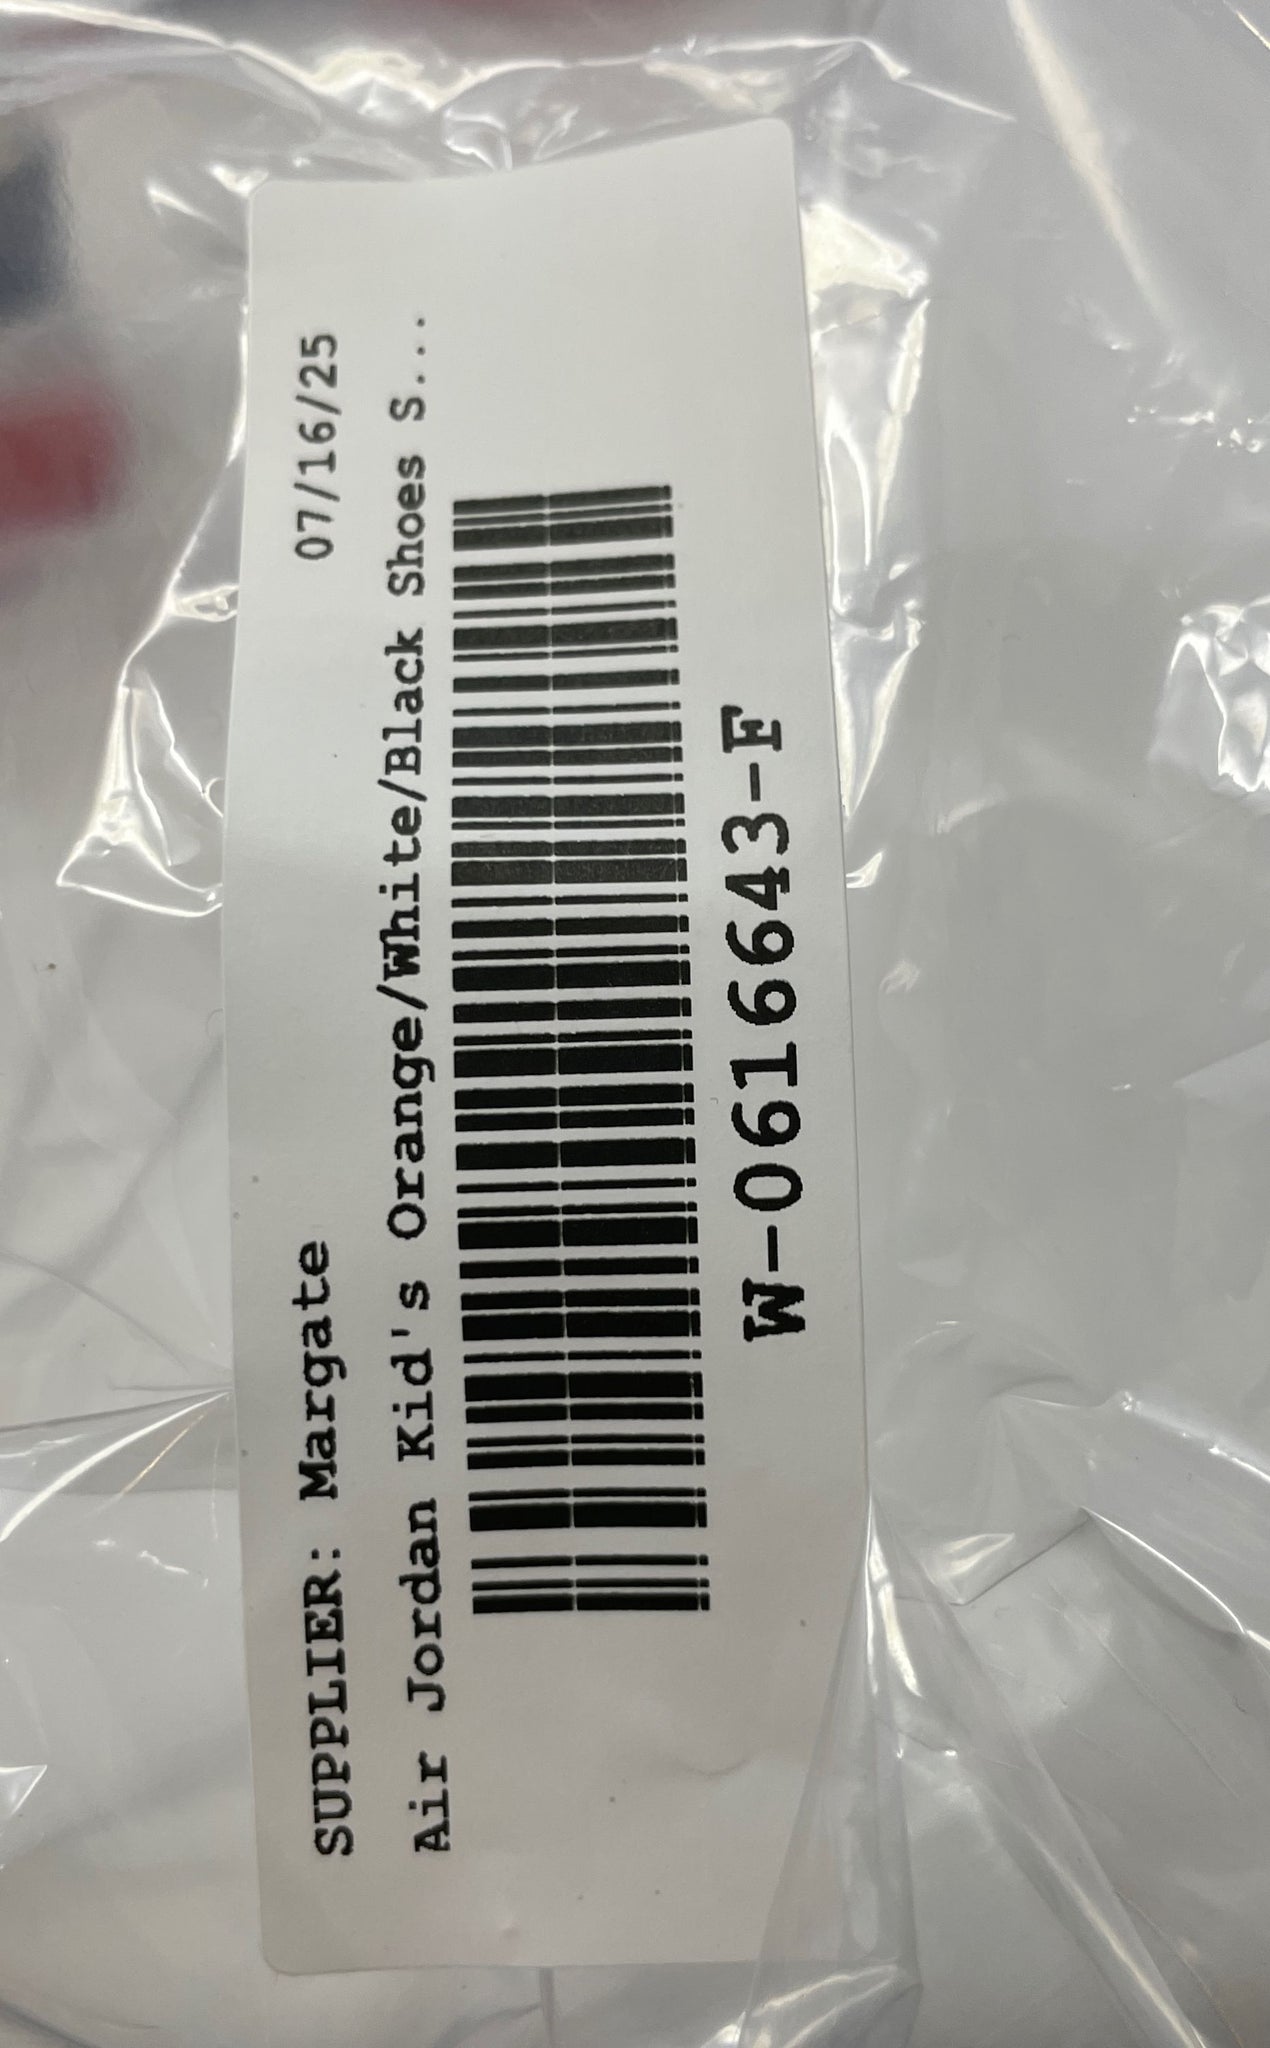 SUPPLIER: Margate 07/16/25
Air Jordan Kid's Orange/White/Black Shoes S...
W-0616643-F